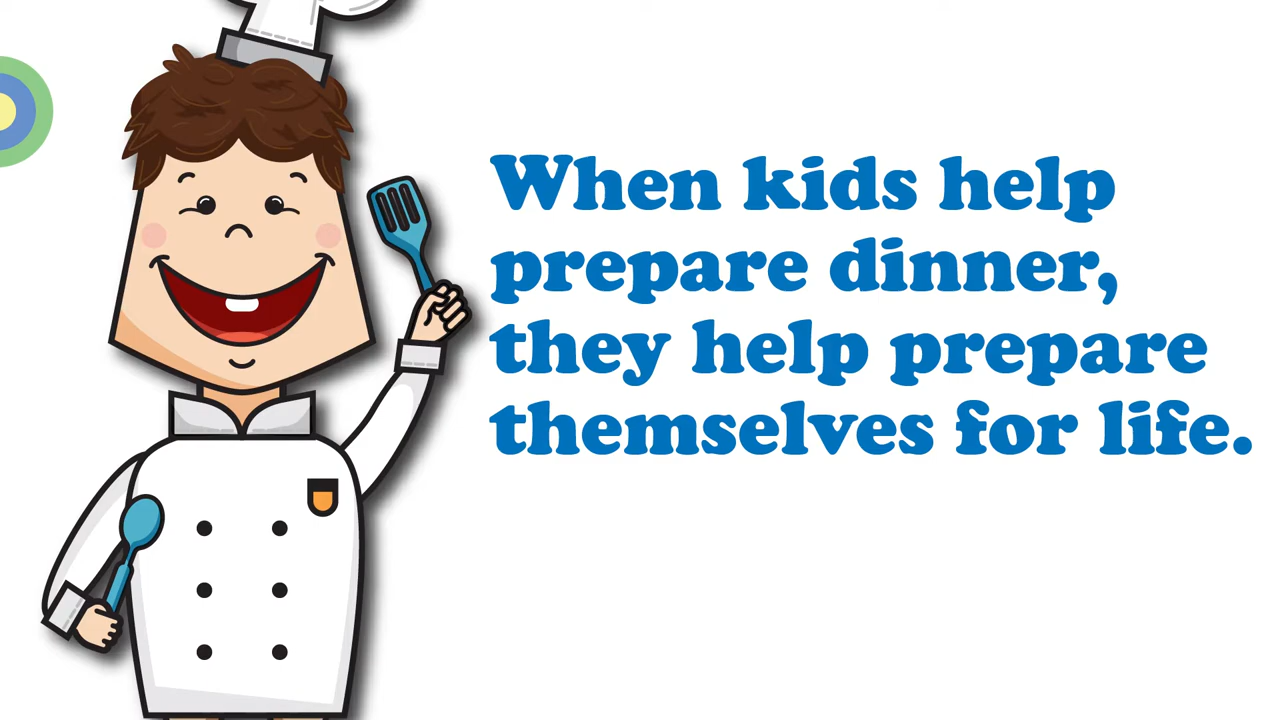 When kids help
prepare dinner,
they help prepare
themselves for life.